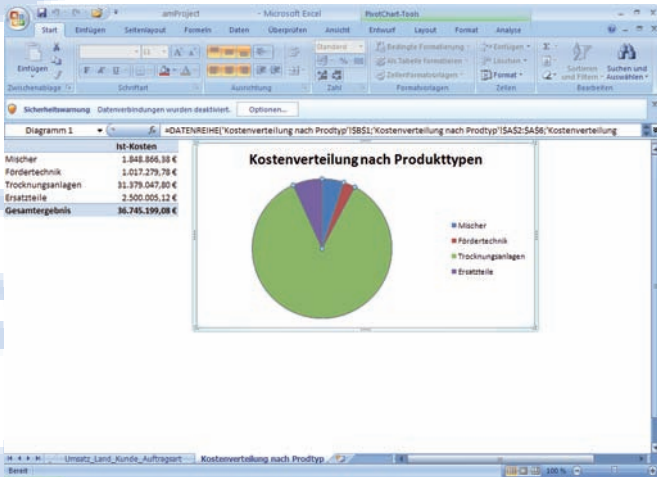 amProject - Microsoft Excel PivotChart-Tools
Start Einfügen Seitenlayout Formeln Daten Überprüfen Ansicht Entwurf Layout Format Analyse
Einfügen
Standard
Bedingte Formatierung
Als Tabelle formatieren
Zellenformatvorlagen
Einfügen
Löschen
Format
Sortieren und Filtern
Suchen und Auswählen
Zwischenablage Schriftart Ausrichtung Zahl Formatvorlagen Zellen Bearbeiten
Sicherheitswarnung Datenverbindungen wurden deaktiviert. Optionen...
Diagramm 1 fx =DATENREIHE('Kostenverteilung nach Prodtyp'!$B$1;'Kostenverteilung nach Prodtyp'!$A$2:$A$6;'Kostenverteilung
Ist-Kosten
Mischer 1.848.866,38 €
Fördertechnik 1.017.279,78 €
Trocknungsanlagen 31.379.047,80 €
Ersatzteile 2.500.005,12 €
Gesamtergebnis 36.745.199,08 €
Kostenverteilung nach Produkttypen
Mischer
Fördertechnik
Trocknungsanlagen
Ersatzteile
Umsatz_Land_Kunde_Auftragsart Kostenverteilung nach Prodtyp
Bereit 100 %